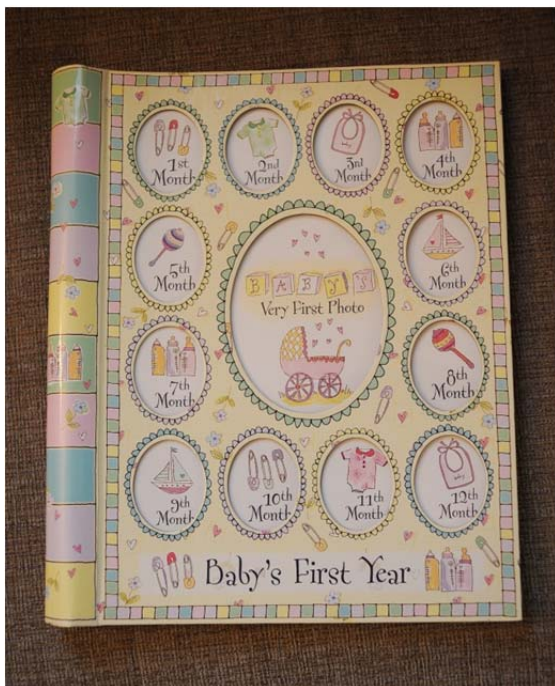 1st
Month
2nd
Month
3rd
Month
4th
Month
5th
Month
BABY'S
Very First Photo
6th
Month
7th
Month
8th
Month
9th
Month
10th
Month
11th
Month
12th
Month
Baby's First Year